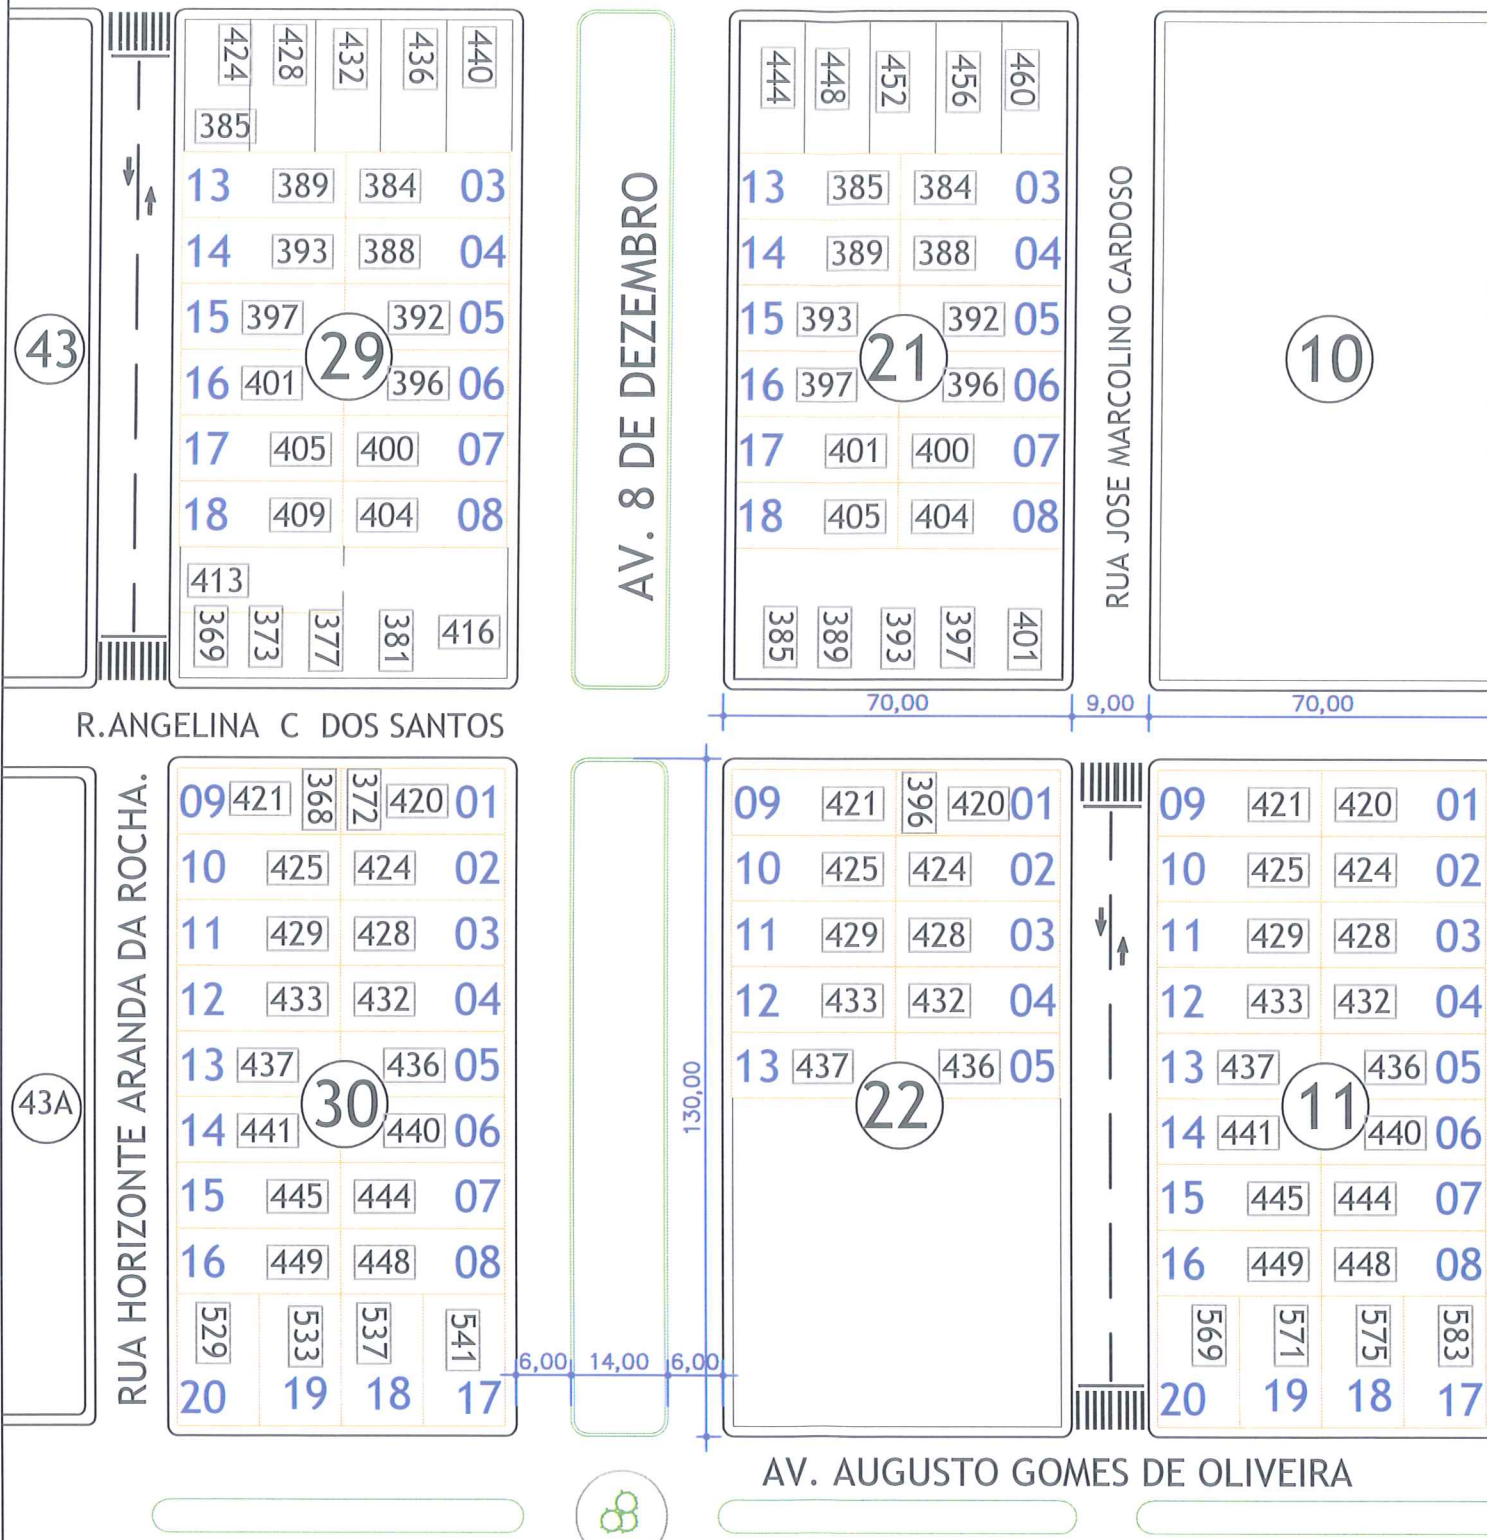 43
424
428
432
436
440
385
13 389 384 03
14 393 388 04
15 397 392 05
29
16 401 396 06
17 405 400 07
18 409 404 08
413
369
373
377
381
416
AV. 8 DE DEZEMBRO
444
448
452
456
460
13 385 384 03
14 389 388 04
15 393 392 05
21
16 397 396 06
17 401 400 07
18 405 404 08
385
389
393
397
401
RUA JOSE MARCOLINO CARDOSO
10
70,00
9,00
70,00
R.ANGELINA C DOS SANTOS
43A
RUA HORIZONTE ARANDA DA ROCHA.
09 421 368 372 420 01
10 425 424 02
11 429 428 03
12 433 432 04
13 437 436 05
30
14 441 440 06
15 445 444 07
16 449 448 08
529
533
537
541
20 19 18 17
6,00
14,00
6,00
130,00
09 421 396 420 01
10 425 424 02
11 429 428 03
12 433 432 04
13 437 436 05
22
09 421 420 01
10 425 424 02
11 429 428 03
12 433 432 04
13 437 436 05
11
14 441 440 06
15 445 444 07
16 449 448 08
569
571
575
583
20 19 18 17
AV. AUGUSTO GOMES DE OLIVEIRA